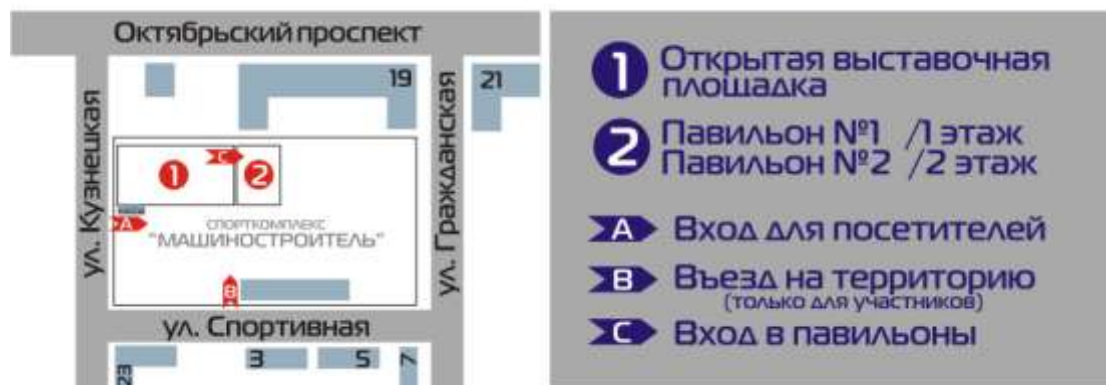 Октябрьский проспект
19
21
ул. Кузнецкая
ул. Гражданская
1
С
2
А
СПОРТКОМПЛЕКС
"МАШИНОСТРОИТЕЛЬ"
В
ул. Спортивная
23
3
5
7
1 Открытая выставочная
площадка
2 Павильон №1 /1 этаж
Павильон №2 /2 этаж
А Вход для посетителей
В Въезд на территорию
(только для участников)
С Вход в павильоны